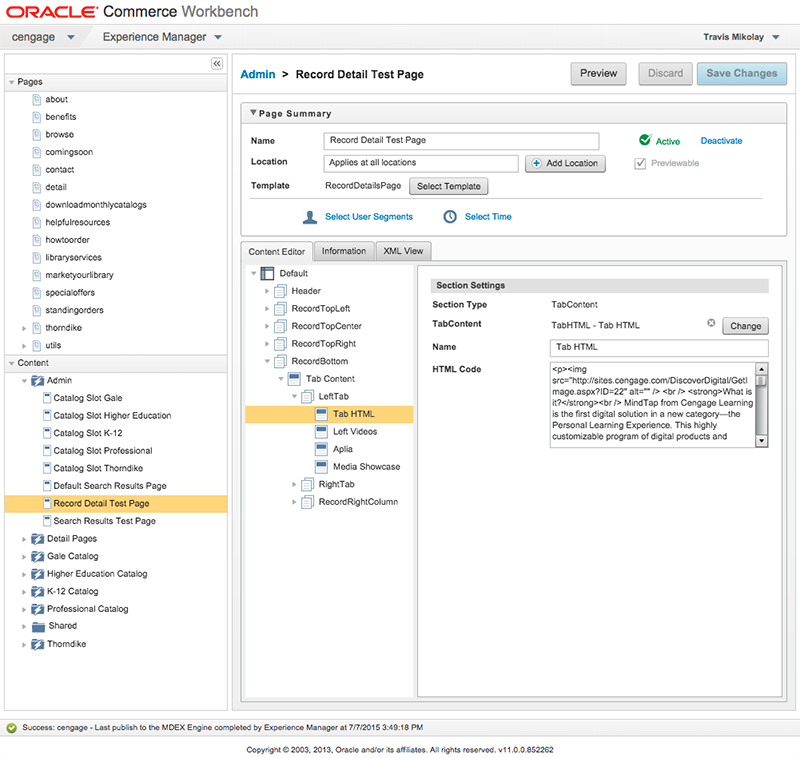 ORACLE® Commerce Workbench
cengage Experience Manager Travis Mikolay
Pages
about
benefits
browse
comingsoon
contact
detail
downloadmonthlycatalogs
helpfulresources
howtoorder
libraryservices
marketyourlibrary
specialoffers
standingorders
thorndike
utils
Content
Admin
Catalog Slot Gale
Catalog Slot Higher Education
Catalog Slot K-12
Catalog Slot Professional
Catalog Slot Thorndike
Default Search Results Page
Record Detail Test Page
Search Results Test Page
Detail Pages
Gale Catalog
Higher Education Catalog
K-12 Catalog
Professional Catalog
Shared
Thorndike
Admin > Record Detail Test Page Preview Discard Save Changes
Page Summary
Name Record Detail Test Page Active Deactivate
Location Applies at all locations Add Location Previewable
Template RecordDetailsPage Select Template
Select User Segments Select Time
Content Editor Information XML View
Default
Header
RecordTopLeft
RecordTopCenter
RecordTopRight
RecordBottom
Tab Content
LeftTab
Tab HTML
Left Videos
Aplia
Media Showcase
RightTab
RecordRightColumn
Section Settings
Section Type TabContent
TabContent TabHTML - Tab HTML Change
Name Tab HTML
HTML Code <p><img
src="http://sites.cengage.com/DiscoverDigital/GetI
mage.aspx?ID=22" alt="" /> <br /> <strong>What is
it?</strong><br /> MindTap from Cengage Learning
is the first digital solution in a new category—the
Personal Learning Experience. This highly
customizable program of digital products and
Success: cengage - Last publish to the MDEX Engine completed by Experience Manager at 7/7/2015 3:49:18 PM
Copyright © 2003, 2013, Oracle and/or its affiliates. All rights reserved. v11.0.0.852262